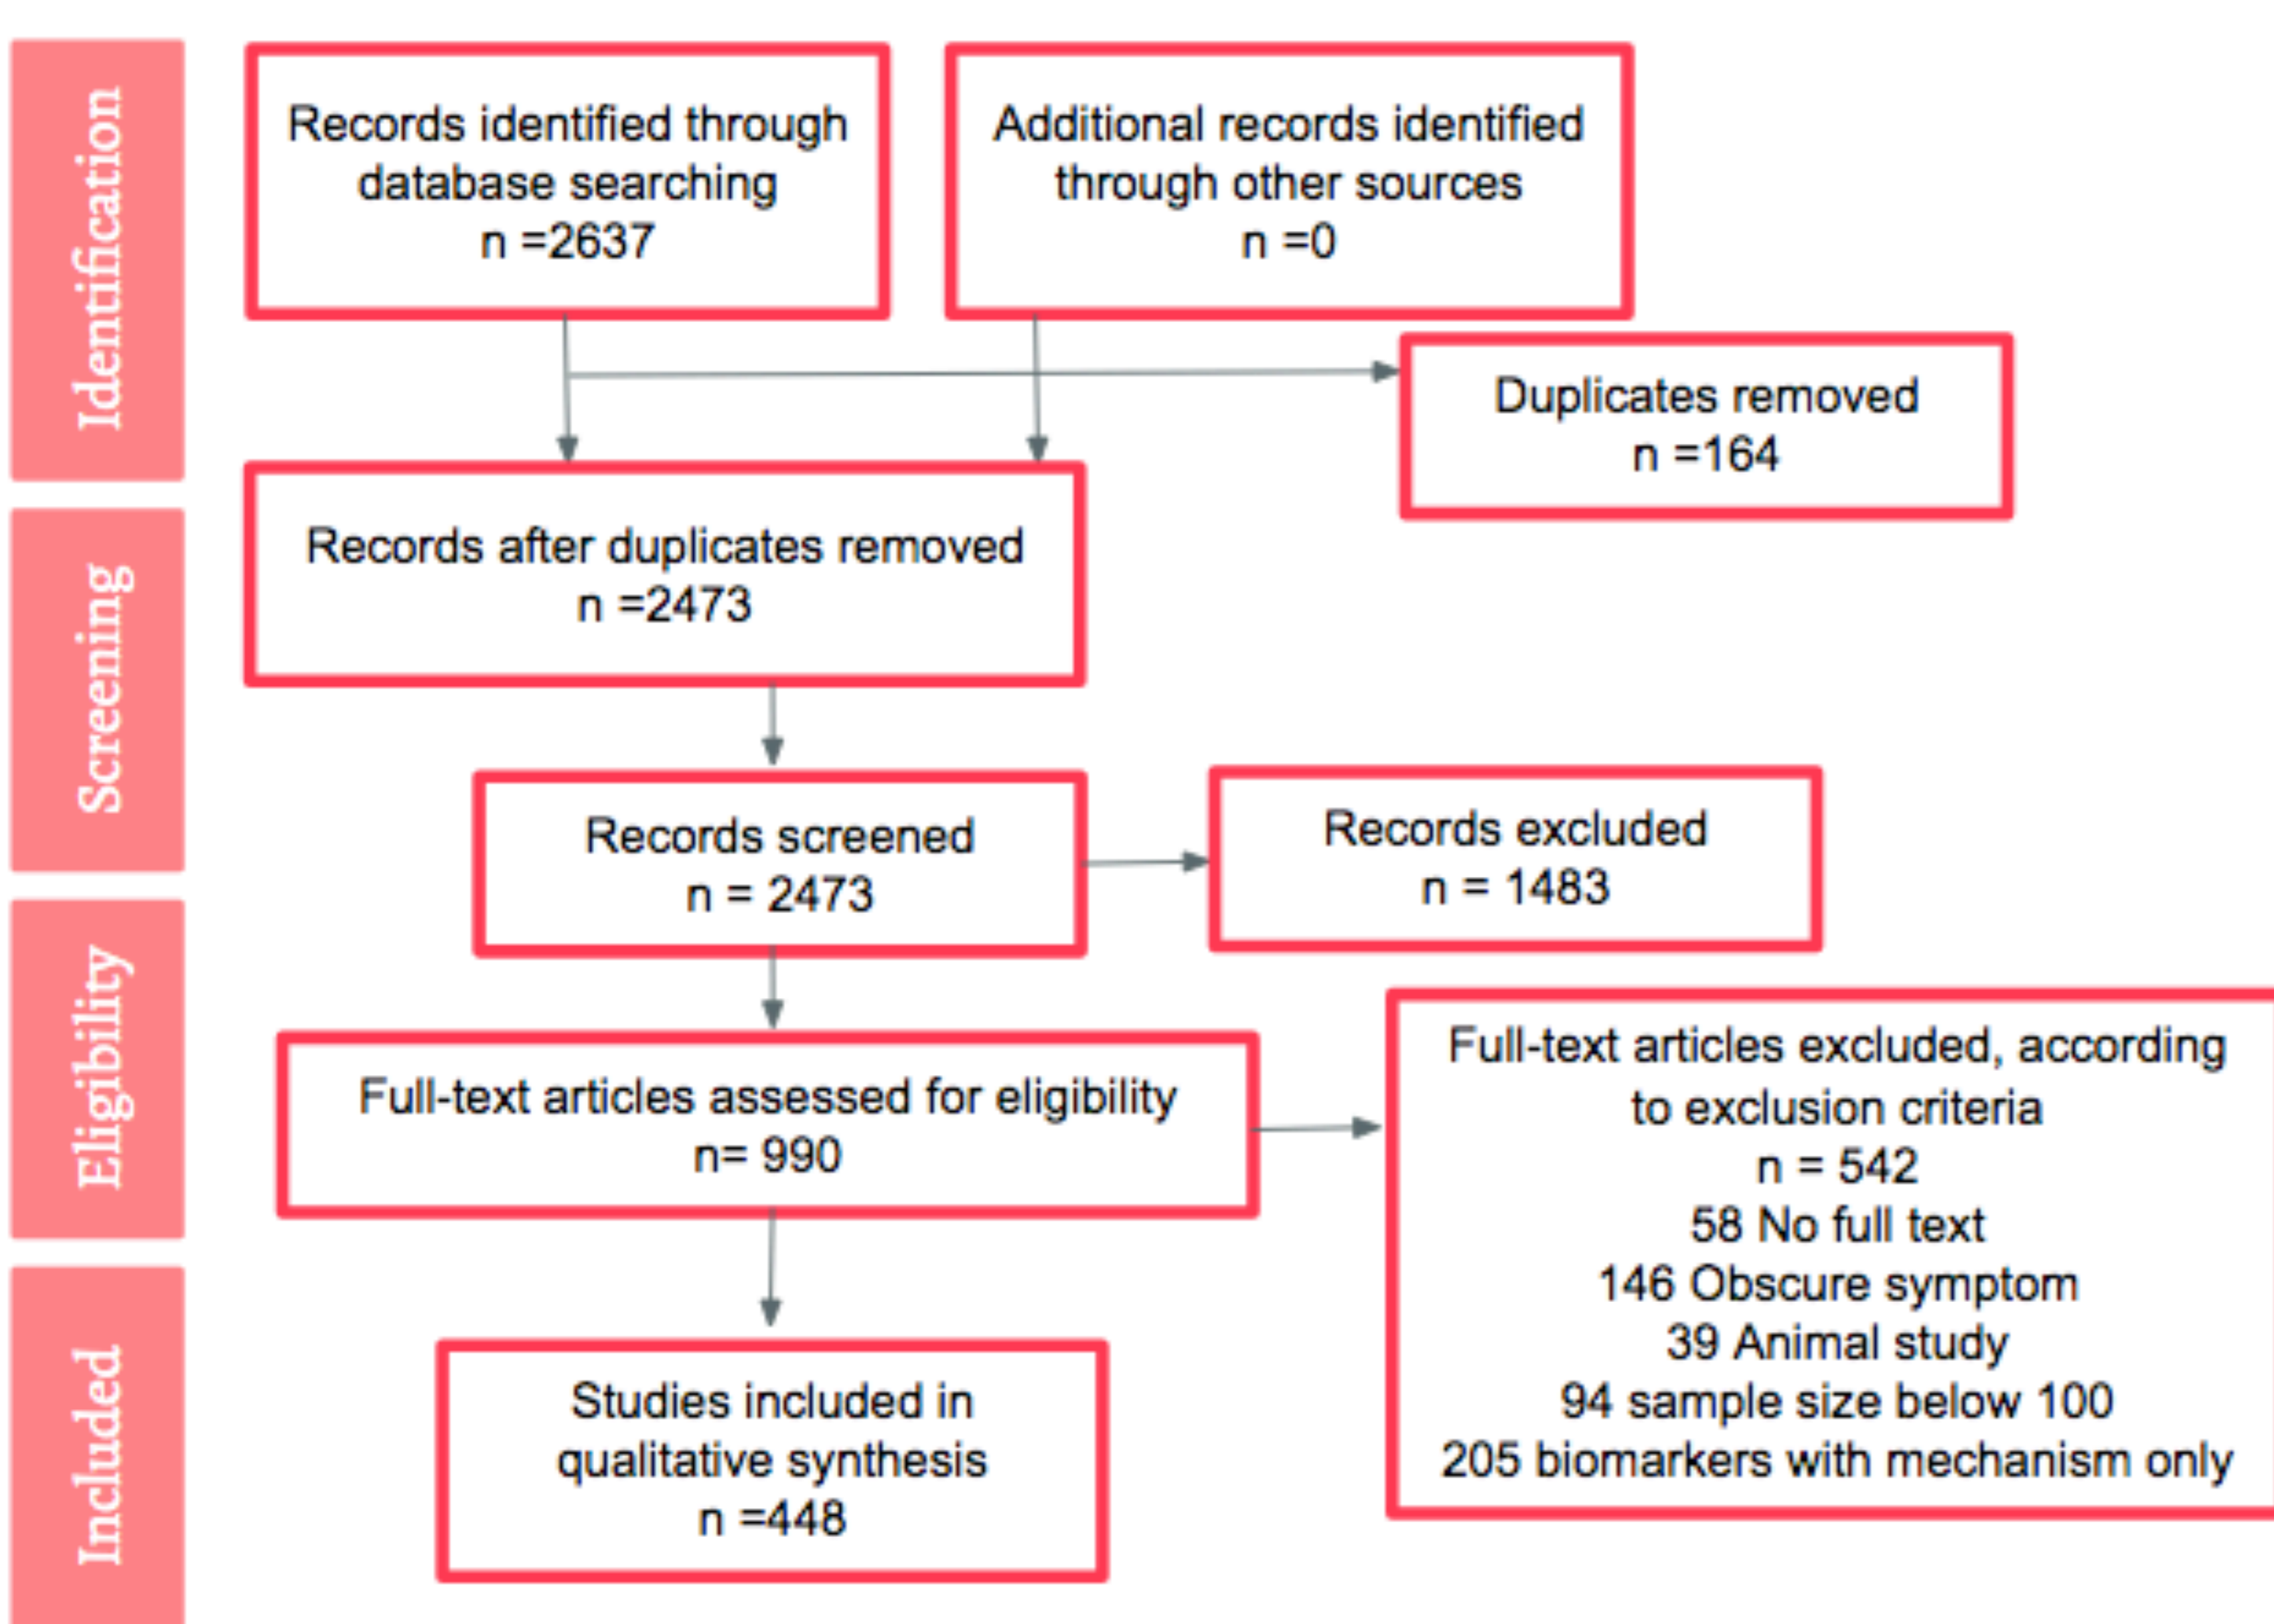 Identification
Records identified through
database searching
n =2637
Additional records identified
through other sources
n =0
Duplicates removed
n =164
Screening
Records after duplicates removed
n =2473
Records screened
n = 2473
Records excluded
n = 1483
Eligibility
Full-text articles assessed for eligibility
n= 990
Full-text articles excluded, according
to exclusion criteria
n = 542
58 No full text
146 Obscure symptom
39 Animal study
94 sample size below 100
205 biomarkers with mechanism only
Included
Studies included in
qualitative synthesis
n =448